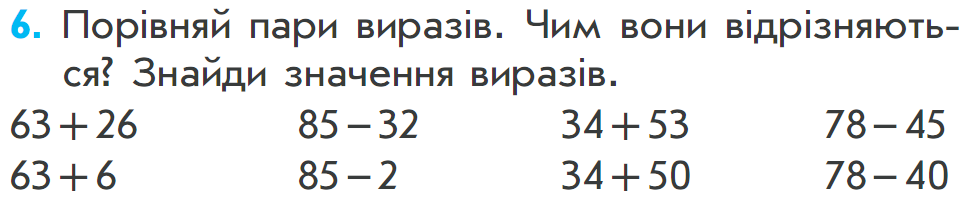 6. Порівняй пари виразів. Чим вони відрізняють-
ся? Знайди значення виразів.
63+26 85−32 34+53 78−45
63+6 85−2 34+50 78−40